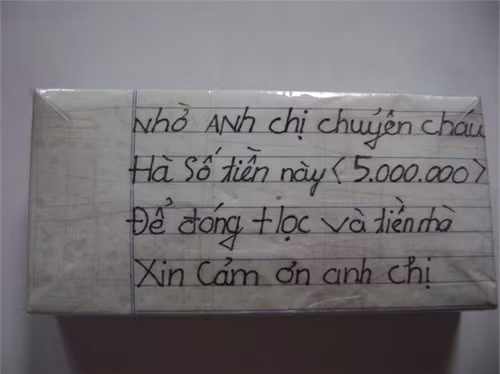 Nhờ ANh chị chuyển cháu
Hà Số tiền này < 5.000.000 >
Để đóng t học và tiền nhà
Xin Cảm ơn anh chị